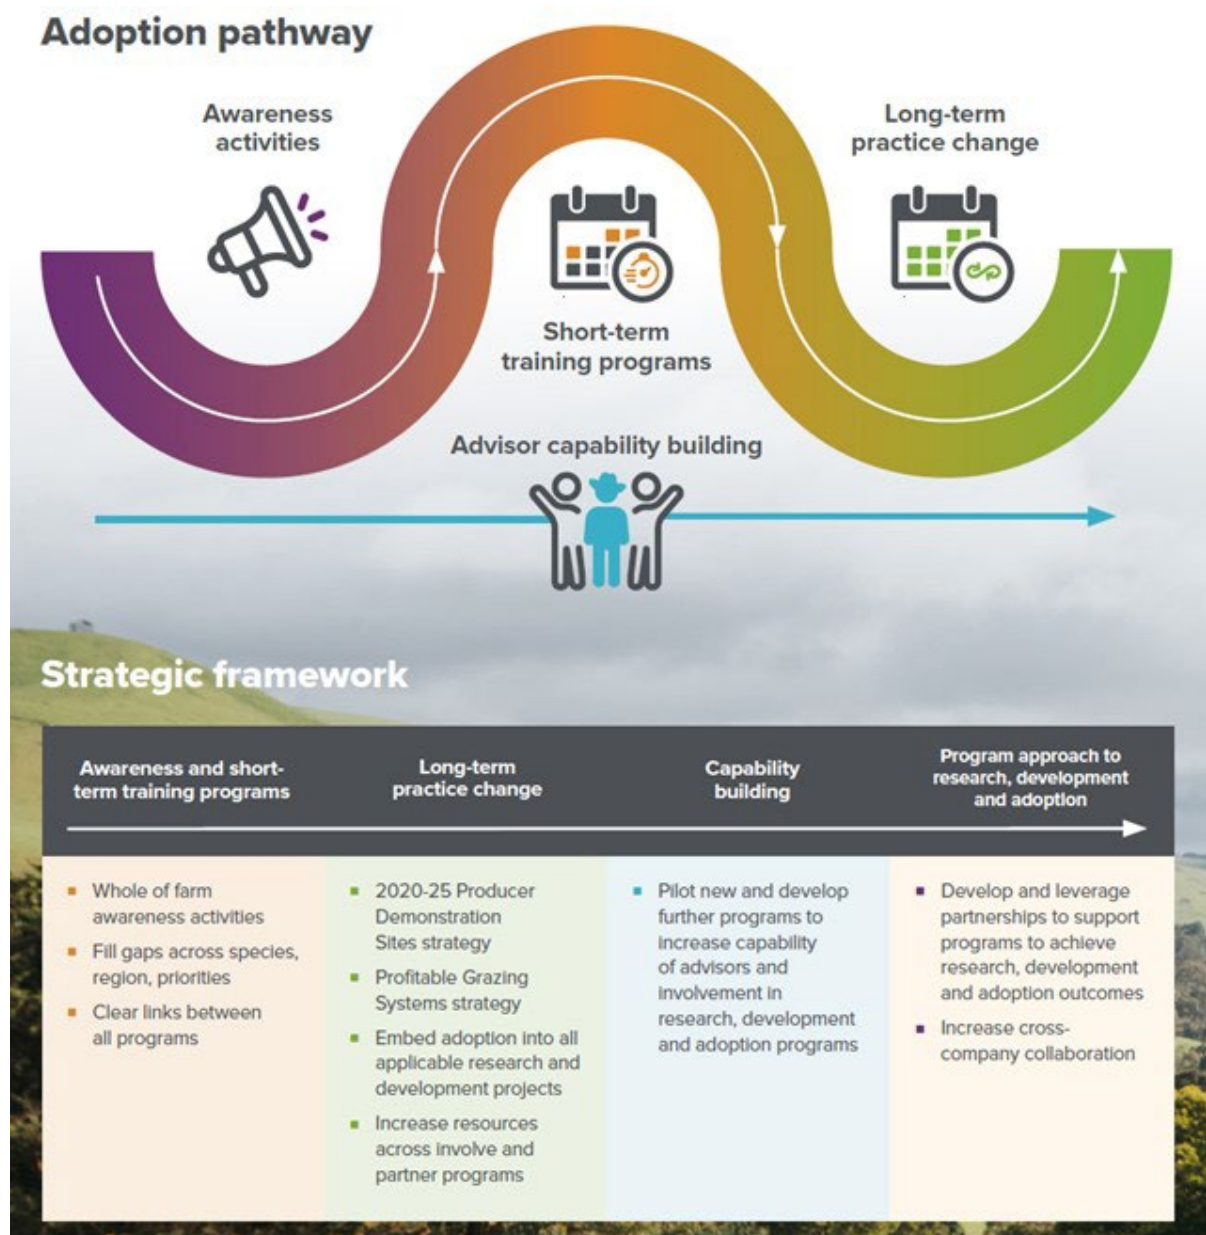 Adoption pathway
Awareness
activities
Long-term
practice change
Short-term
training programs
Advisor capability building
Strategic framework
Awareness and short-
term training programs
Long-term
practice change
Capability
building
Program approach to
research, development
and adoption
Whole of farm
awareness activities
Fill gaps across species,
region, priorities
Clear links between
all programs
2020-25 Producer
Demonstration
Sites strategy
Profitable Grazing
Systems strategy
Embed adoption into all
applicable research and
development projects
Increase resources
across involve and
partner programs
Pilot new and develop
further programs to
increase capability
of advisors and
involvement in
research, development
and adoption programs
Develop and leverage
partnerships to support
programs to achieve
research, development
and adoption outcomes
Increase cross-
company collaboration